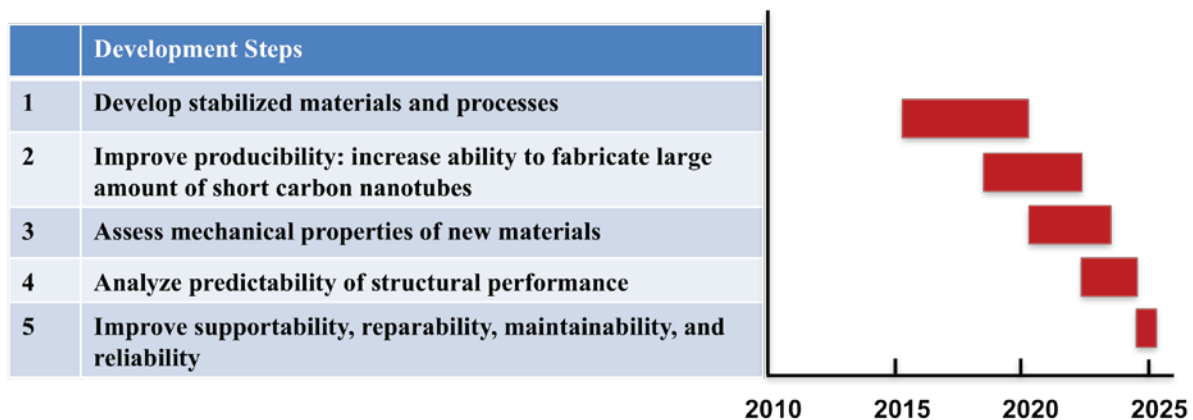 Development Steps
1 Develop stabilized materials and processes
2 Improve producibility: increase ability to fabricate large
amount of short carbon nanotubes
3 Assess mechanical properties of new materials
4 Analyze predictability of structural performance
5 Improve supportability, reparability, maintainability, and
reliability
2010 2015 2020 2025